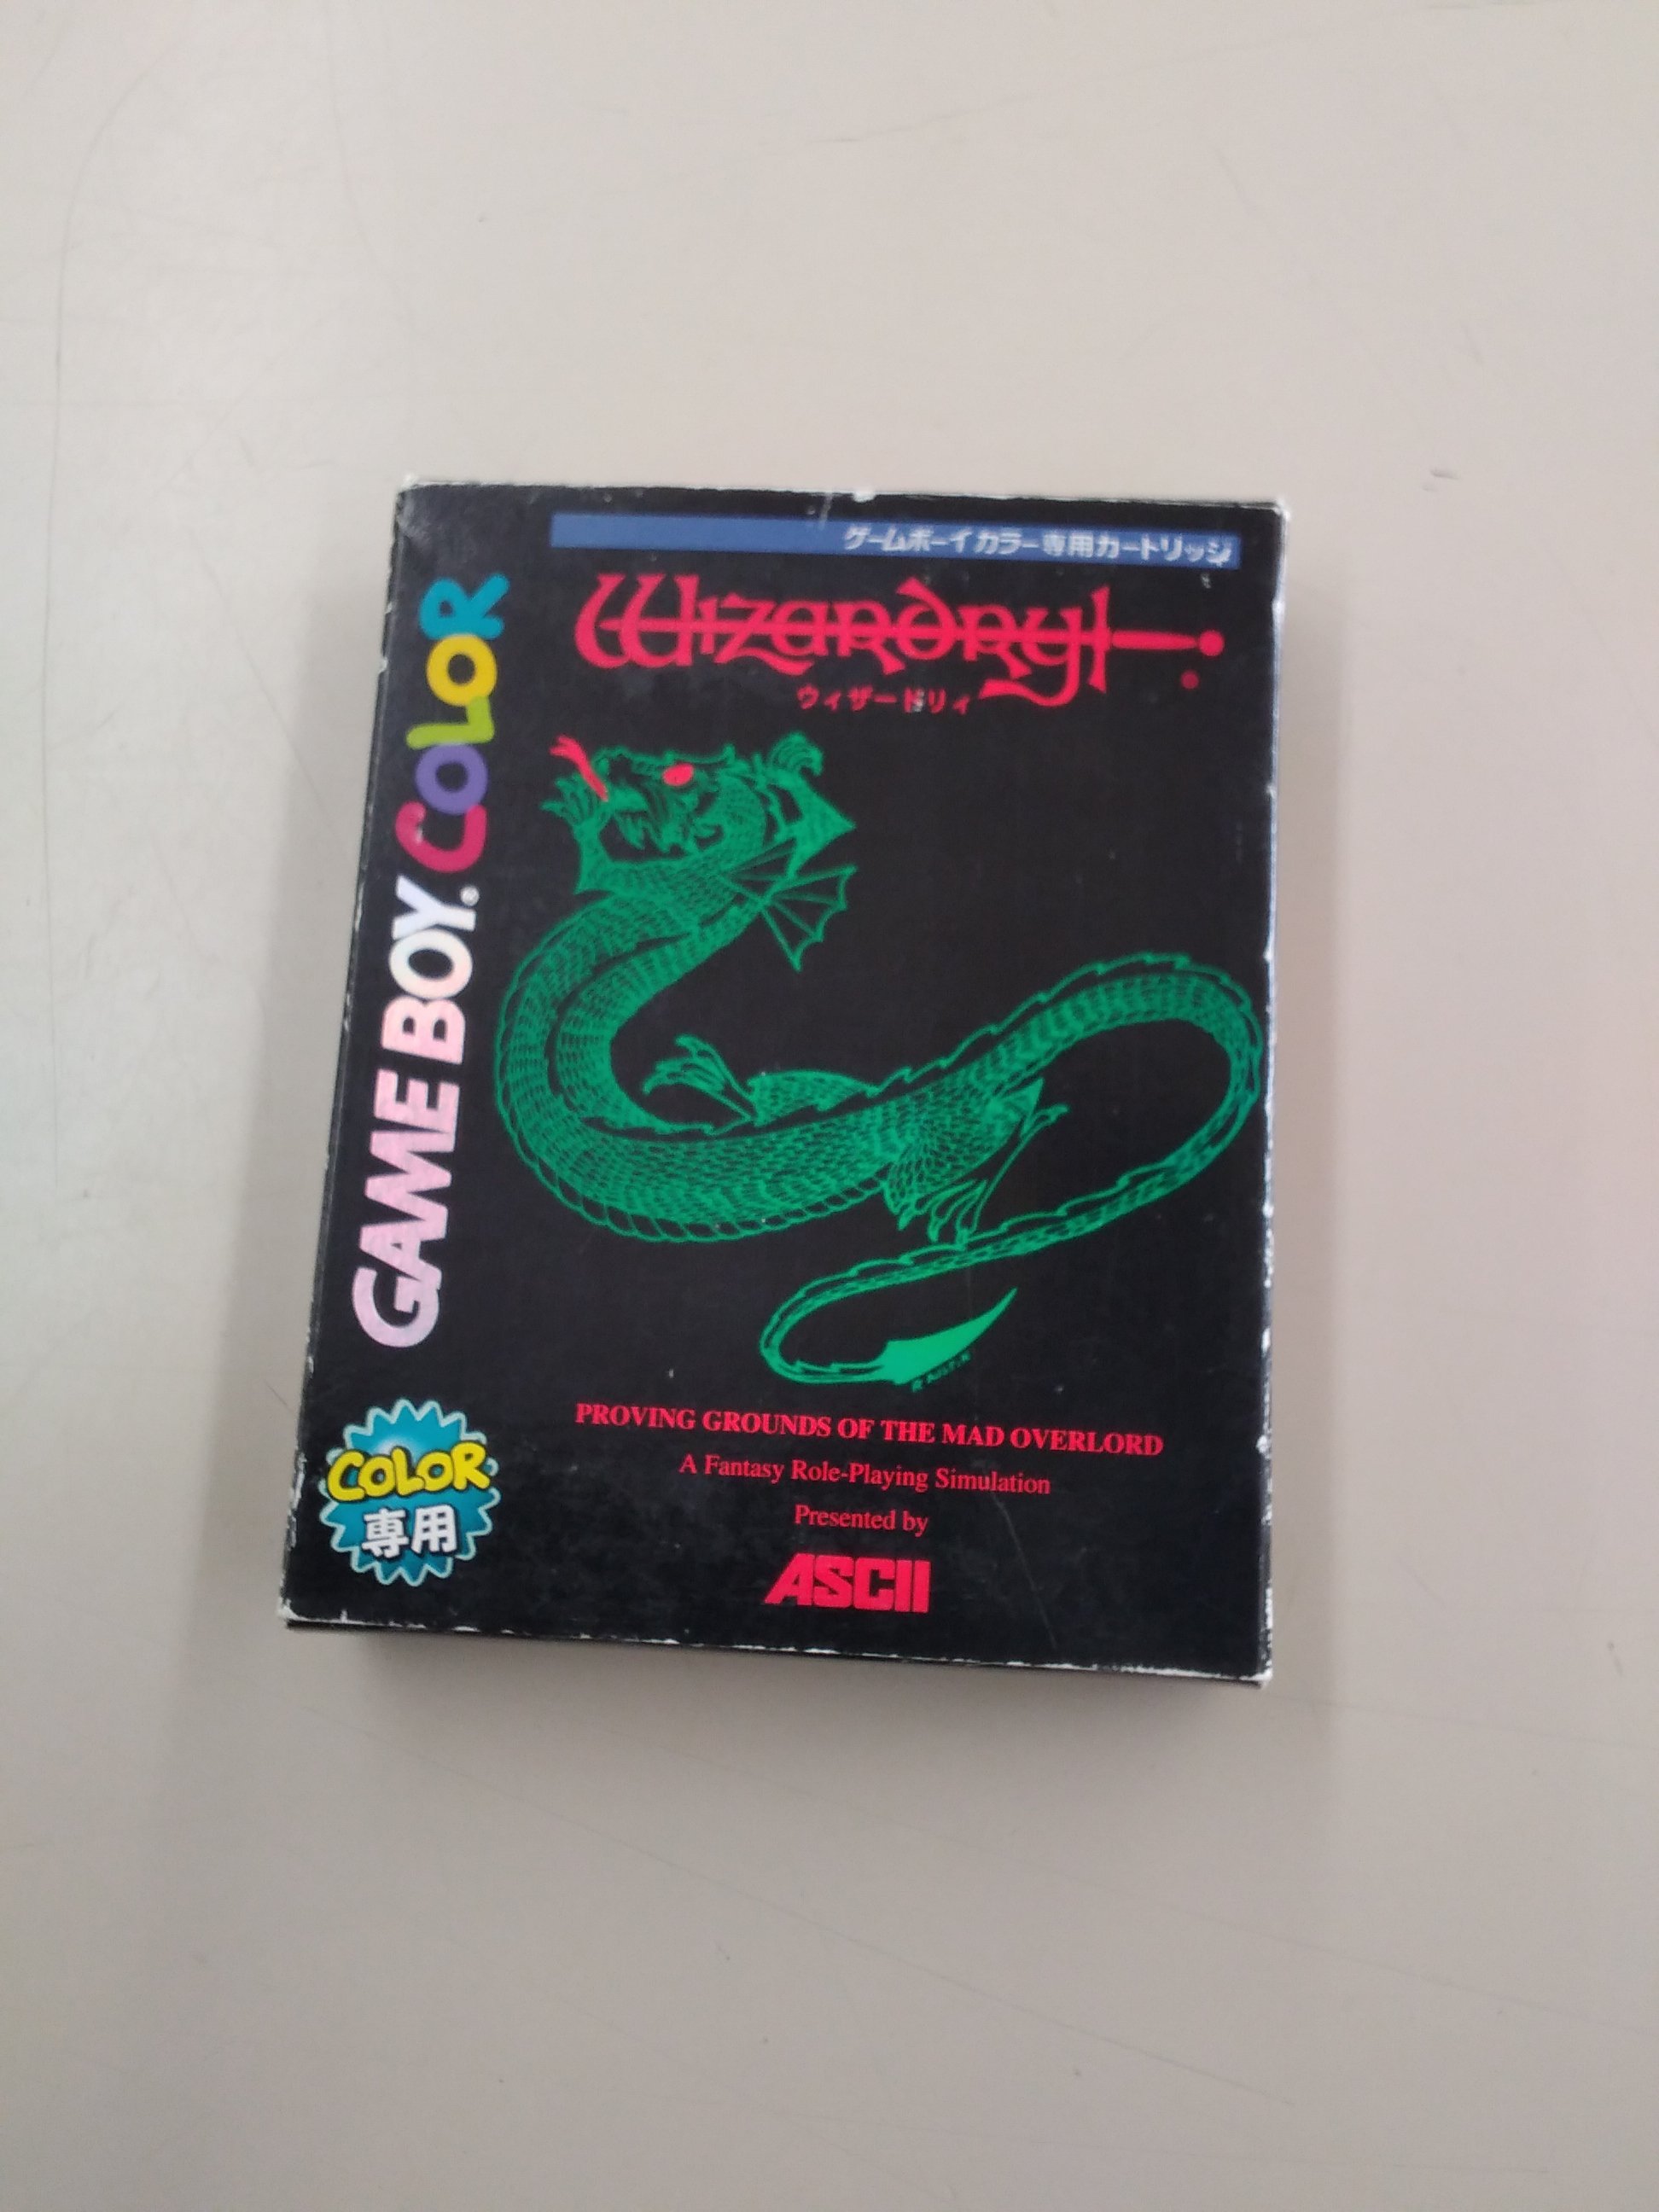 ゲームボーイカラー専用カートリッジ
Wizardry
ウィザードリィ
GAME BOY COLOR
PROVING GROUNDS OF THE MAD OVERLORD
A Fantasy Role-Playing Simulation
Presented by
ASCII
COLOR
専用